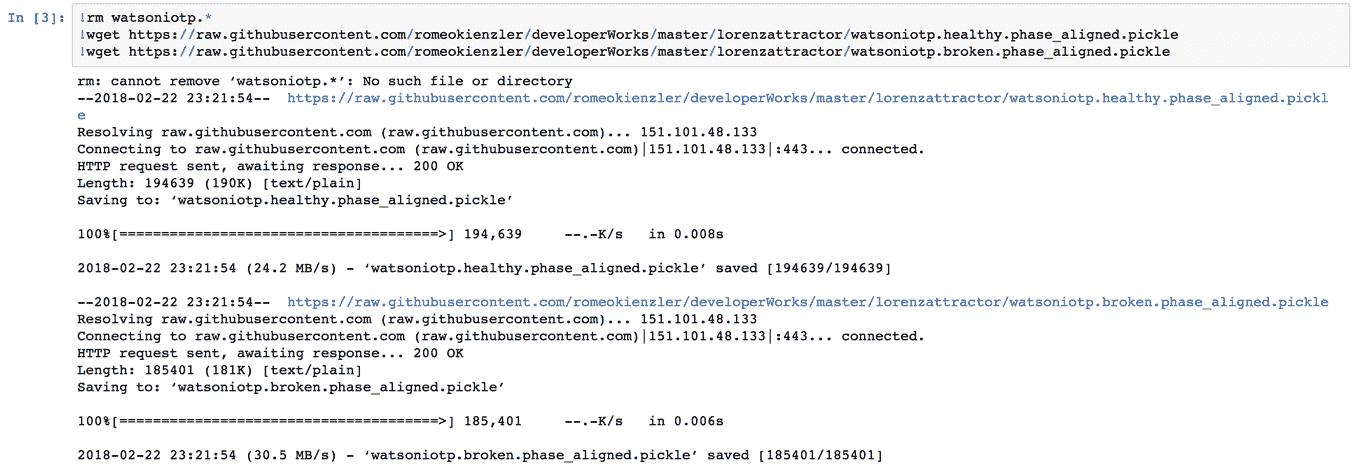 In [3]: !rm watsoniotp.*
!wget https://raw.githubusercontent.com/romeokienzler/developerWorks/master/lorenzattractor/watsoniotp.healthy.phase_aligned.pickle
!wget https://raw.githubusercontent.com/romeokienzler/developerWorks/master/lorenzattractor/watsoniotp.broken.phase_aligned.pickle
rm: cannot remove ‘watsoniotp.*’: No such file or directory
--2018-02-22 23:21:54--  https://raw.githubusercontent.com/romeokienzler/developerWorks/master/lorenzattractor/watsoniotp.healthy.phase_aligned.pickl
e
Resolving raw.githubusercontent.com (raw.githubusercontent.com)... 151.101.48.133
Connecting to raw.githubusercontent.com (raw.githubusercontent.com)|151.101.48.133|:443... connected.
HTTP request sent, awaiting response... 200 OK
Length: 194639 (190K) [text/plain]
Saving to: ‘watsoniotp.healthy.phase_aligned.pickle’
100%[======================================>] 194,639     --.-K/s   in 0.008s
2018-02-22 23:21:54 (24.2 MB/s) - ‘watsoniotp.healthy.phase_aligned.pickle’ saved [194639/194639]
--2018-02-22 23:21:54--  https://raw.githubusercontent.com/romeokienzler/developerWorks/master/lorenzattractor/watsoniotp.broken.phase_aligned.pickle
Resolving raw.githubusercontent.com (raw.githubusercontent.com)... 151.101.48.133
Connecting to raw.githubusercontent.com (raw.githubusercontent.com)|151.101.48.133|:443... connected.
HTTP request sent, awaiting response... 200 OK
Length: 185401 (181K) [text/plain]
Saving to: ‘watsoniotp.broken.phase_aligned.pickle’
100%[======================================>] 185,401     --.-K/s   in 0.006s
2018-02-22 23:21:54 (30.5 MB/s) - ‘watsoniotp.broken.phase_aligned.pickle’ saved [185401/185401]